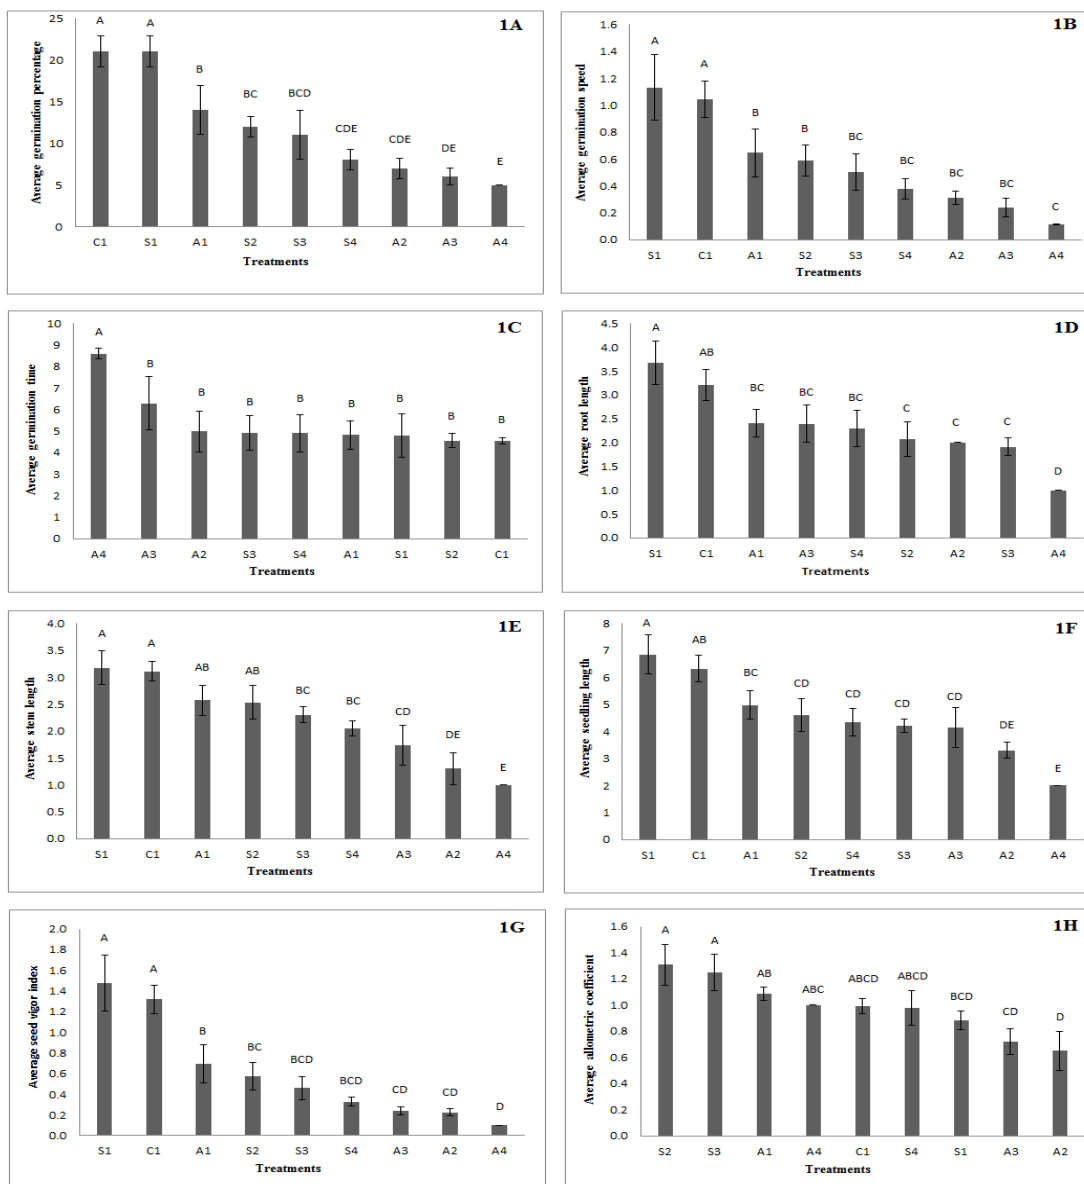 1A
Average germination percentage
25
20
15
10
5
0
A A B BC BCD CDE CDE DE E
C1 S1 A1 S2 S3 S4 A2 A3 A4
Treatments
1B
Average germination speed
1.6
1.4
1.2
1.0
0.8
0.6
0.4
0.2
0.0
A A B B BC BC BC BC C
S1 C1 A1 S2 S3 S4 A2 A3 A4
Treatments
1C
Average germination time
10
9
8
7
6
5
4
3
2
1
0
A B B B B B B B B
A4 A3 A2 S3 S4 A1 S1 S2 C1
Treatments
1D
Average root length
4.5
4.0
3.5
3.0
2.5
2.0
1.5
1.0
0.5
0.0
A AB BC BC BC C C C D
S1 C1 A1 A3 S4 S2 A2 S3 A4
Treatments
1E
Average stem length
4.0
3.5
3.0
2.5
2.0
1.5
1.0
0.5
0.0
A A AB AB BC BC CD DE E
S1 C1 A1 S2 S3 S4 A3 A2 A4
Treatments
1F
Average seedling length
8
7
6
5
4
3
2
1
0
A AB BC CD CD CD CD DE E
S1 C1 A1 S2 S4 S3 A3 A2 A4
Treatments
1G
Average seed vigor index
2.0
1.8
1.6
1.4
1.2
1.0
0.8
0.6
0.4
0.2
0.0
A A B BC BCD BCD CD CD D
S1 C1 A1 S2 S3 S4 A3 A2 A4
Treatments
1H
Average allometric coefficient
1.6
1.4
1.2
1.0
0.8
0.6
0.4
0.2
0.0
A A AB ABC ABCD ABCD BCD CD D
S2 S3 A1 A4 C1 S4 S1 A3 A2
Treatments